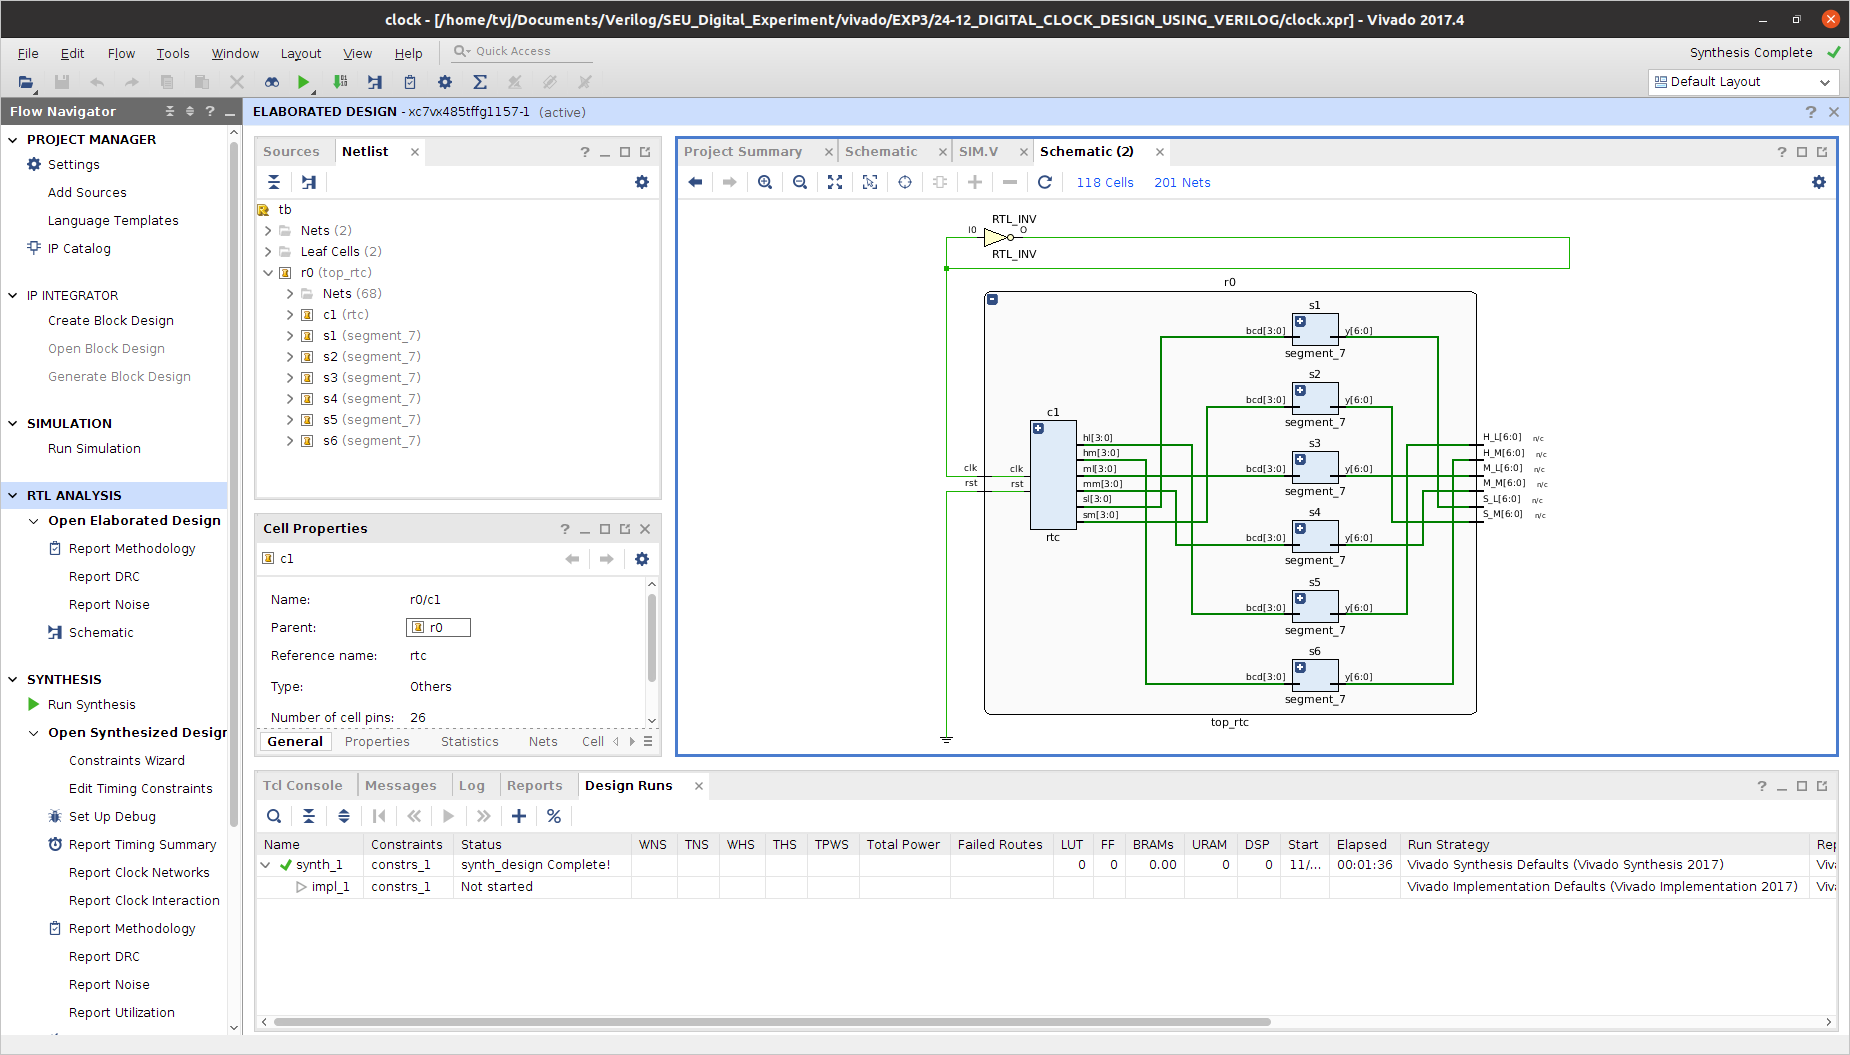 clock - [/home/tvj/Documents/Verilog/SEU_Digital_Experiment/vivado/EXP3/24-12_DIGITAL_CLOCK_DESIGN_USING_VERILOG/clock.xpr] - Vivado 2017.4
File Edit Flow Tools Window Layout View Help Quick Access
Synthesis Complete
Default Layout
Flow Navigator
ELABORATED DESIGN - xc7vx485tffg1157-1 (active)
PROJECT MANAGER
Settings
Add Sources
Language Templates
IP Catalog
IP INTEGRATOR
Create Block Design
Open Block Design
Generate Block Design
SIMULATION
Run Simulation
RTL ANALYSIS
Open Elaborated Design
Report Methodology
Report DRC
Report Noise
Schematic
SYNTHESIS
Run Synthesis
Open Synthesized Design
Constraints Wizard
Edit Timing Constraints
Set Up Debug
Report Timing Summary
Report Clock Networks
Report Clock Interaction
Report Methodology
Report DRC
Report Noise
Report Utilization
Sources Netlist
tb
Nets (2)
Leaf Cells (2)
r0 (top_rtc)
Nets (68)
c1 (rtc)
s1 (segment_7)
s2 (segment_7)
s3 (segment_7)
s4 (segment_7)
s5 (segment_7)
s6 (segment_7)
Cell Properties
c1
Name: r0/c1
Parent: r0
Reference name: rtc
Type: Others
Number of cell pins: 26
General Properties Statistics Nets Cell
Project Summary Schematic SIM.V Schematic (2)
118 Cells 201 Nets
RTL_INV
I0 O
RTL_INV
r0
s1
bcd[3:0] y[6:0]
segment_7
s2
bcd[3:0] y[6:0]
segment_7
c1
hl[3:0]
hm[3:0]
ml[3:0]
mm[3:0]
sl[3:0]
sm[3:0]
clk clk
rst rst
rtc
s3
bcd[3:0] y[6:0]
segment_7
s4
bcd[3:0] y[6:0]
segment_7
s5
bcd[3:0] y[6:0]
segment_7
s6
bcd[3:0] y[6:0]
segment_7
H_L[6:0] n/c
H_M[6:0] n/c
M_L[6:0] n/c
M_M[6:0] n/c
S_L[6:0] n/c
S_M[6:0] n/c
top_rtc
Tcl Console Messages Log Reports Design Runs
Name Constraints Status WNS TNS WHS THS TPWS Total Power Failed Routes LUT FF BRAMs URAM DSP Start Elapsed Run Strategy Rep
synth_1 constrs_1 synth_design Complete! 0 0 0.00 0 0 11/... 00:01:36 Vivado Synthesis Defaults (Vivado Synthesis 2017) Viva
impl_1 constrs_1 Not started Vivado Implementation Defaults (Vivado Implementation 2017) Viva